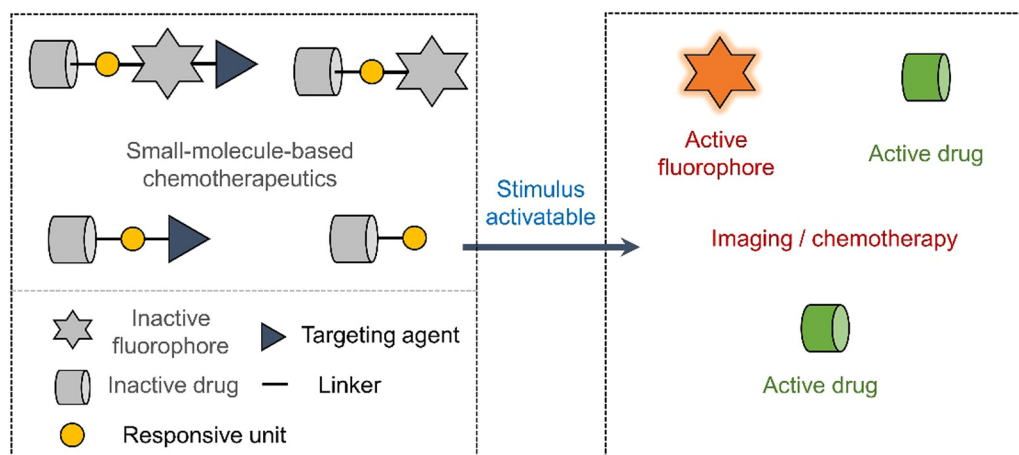 Small-molecule-based
chemotherapeutics
Inactive
fluorophore
Targeting agent
Inactive drug
Linker
Responsive unit
Stimulus
activatable
Active
fluorophore
Active drug
Imaging / chemotherapy
Active drug